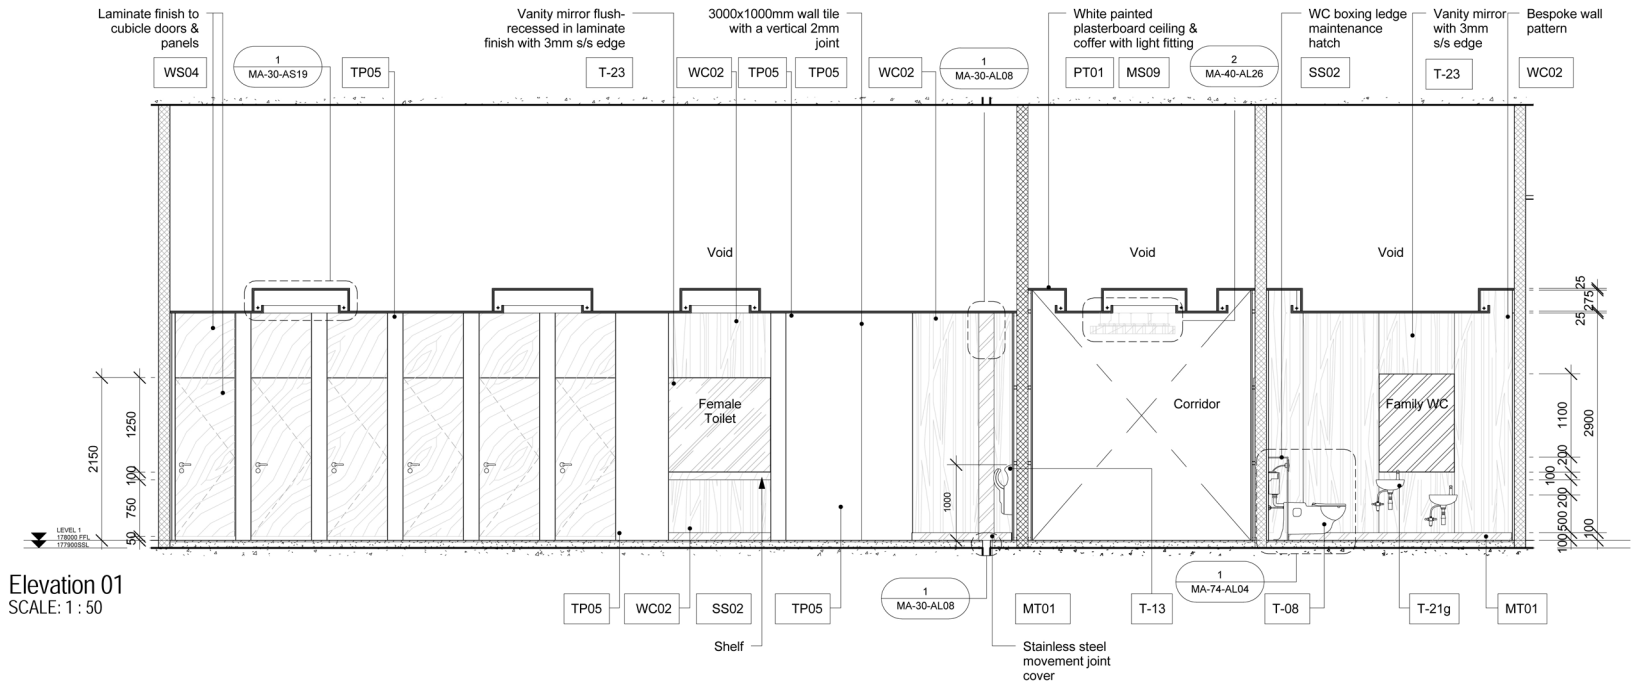 Laminate finish to
cubicle doors &
panels
Vanity mirror flush-
recessed in laminate
finish with 3mm s/s edge
3000x1000mm wall tile
with a vertical 2mm
joint
White painted
plasterboard ceiling &
coffer with light fitting
WC boxing ledge
maintenance
hatch
Vanity mirror
with 3mm
s/s edge
Bespoke wall
pattern
WS04
1
MA-30-AS19
TP05
T-23
WC02
TP05
TP05
WC02
1
MA-30-AL08
PT01
MS09
2
MA-40-AL26
SS02
T-23
WC02
Void
Void
Void
25
275
25
Female
Toilet
Corridor
Family WC
2150
1250
100
750
50
1000
1100
200
100
200
500
100
2900
100
LEVEL 1
178000 FFL
177900SSL
Elevation 01
SCALE: 1 : 50
TP05
WC02
SS02
TP05
1
MA-30-AL08
MT01
T-13
1
MA-74-AL04
T-08
T-21g
MT01
Shelf
Stainless steel
movement joint
cover